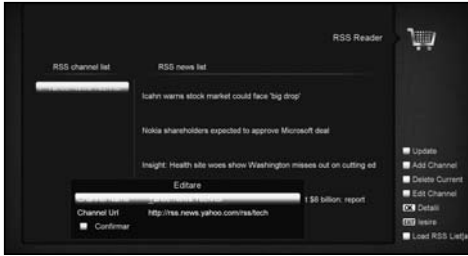 RSS Reader
RSS channel list
RSS news list
Icahn warns stock market could face 'big drop'
Nokia shareholders expected to approve Microsoft deal
Insight: Health site woes show Washington misses out on cutting ed
t $8 billion: report
Editare
Channel Url http://rss.news.yahoo.com/rss/tech
Confirmar
Update
Add Channel
Delete Current
Edit Channel
OK Detalii
EXIT Iesire
Load RSS List|a